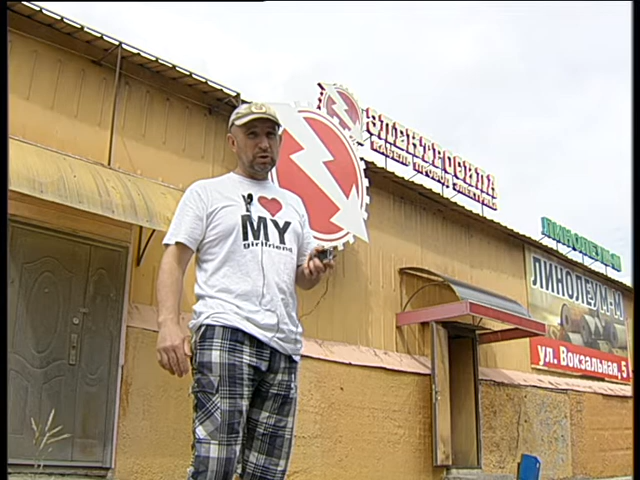 ЭЛЕКТРОСИЛА
КАБЕЛЬ ПРОВОД ЭЛЕКТРИКА
ЛИНОЛЕУМ
ЛИНОЛЕУМ-И
ул. Вокзальная, 5
I
MY
girlfriend